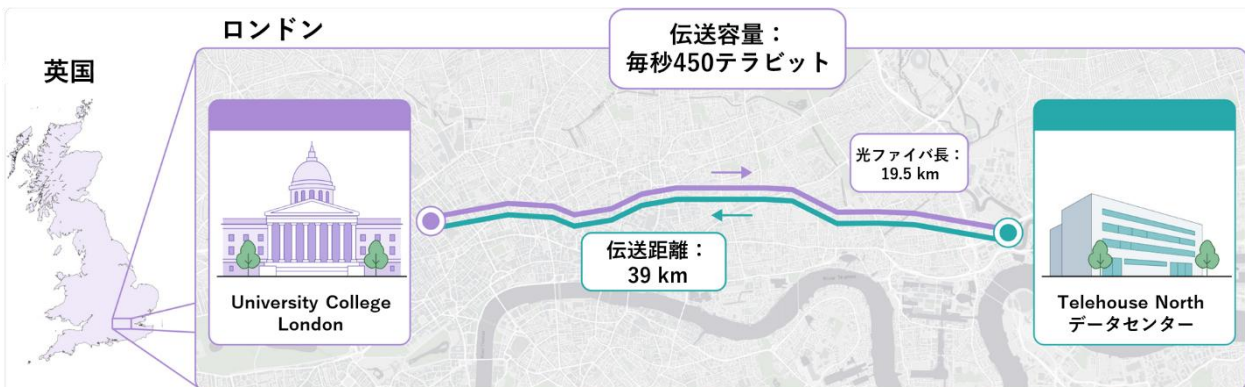 ロンドン
英国
伝送容量：
毎秒450テラビット
光ファイバ長：
19.5 km
伝送距離：
39 km
University College
London
Telehouse North
データセンター